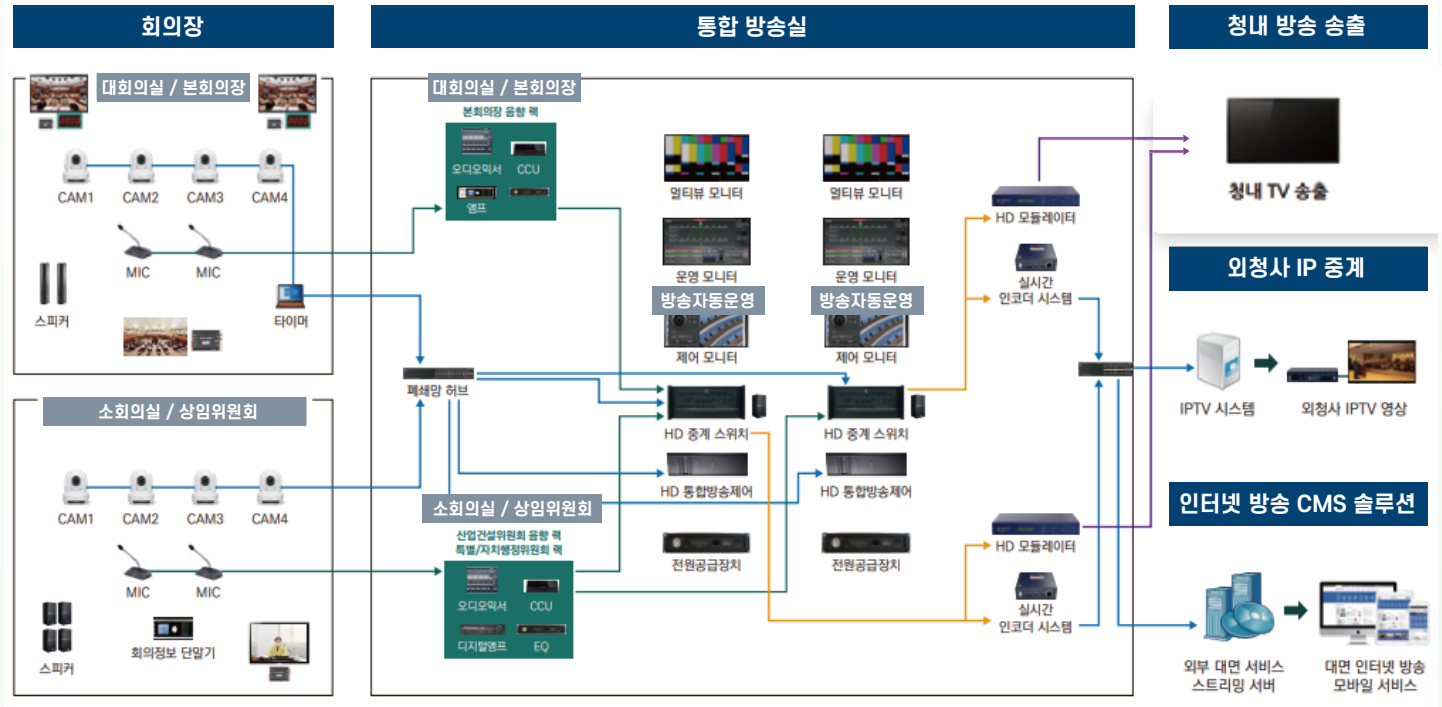 회의장
대회의실 / 본회의장
CAM1 CAM2 CAM3 CAM4
MIC MIC
스피커
타이머
소회의실 / 상임위원회
CAM1 CAM2 CAM3 CAM4
MIC MIC
스피커
회의정보 단말기
통합 방송실
대회의실 / 본회의장
본회의장 음향 랙
오디오믹서 CCU
앰프
폐쇄망 허브
소회의실 / 상임위원회
산업건설위원회 음향 랙
특별/자치행정위원회 랙
오디오믹서 CCU
디지털앰프 EQ
멀티뷰 모니터
운영 모니터
방송자동운영
제어 모니터
HD 중계 스위치
HD 통합방송제어
전원공급장치
멀티뷰 모니터
운영 모니터
방송자동운영
제어 모니터
HD 중계 스위치
HD 통합방송제어
전원공급장치
HD 모듈레이터
실시간
인코더 시스템
HD 모듈레이터
실시간
인코더 시스템
청내 방송 송출
청내 TV 송출
외청사 IP 중계
IPTV 시스템
외청사 IPTV 영상
인터넷 방송 CMS 솔루션
외부 대면 서비스
스트리밍 서버
대면 인터넷 방송
모바일 서비스